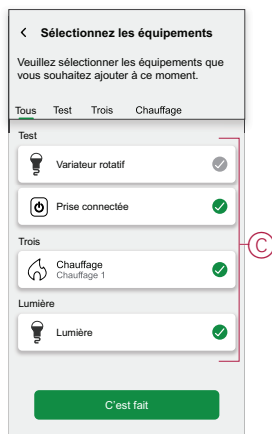 Sélectionnez les équipements
Veuillez sélectionner les équipements que
vous souhaitez ajouter à ce moment.
Tous Test Trois Chauffage
Test
Variateur rotatif
Prise connectée
Trois
Chauffage
Chauffage 1
Lumière
Lumière
C'est fait
C